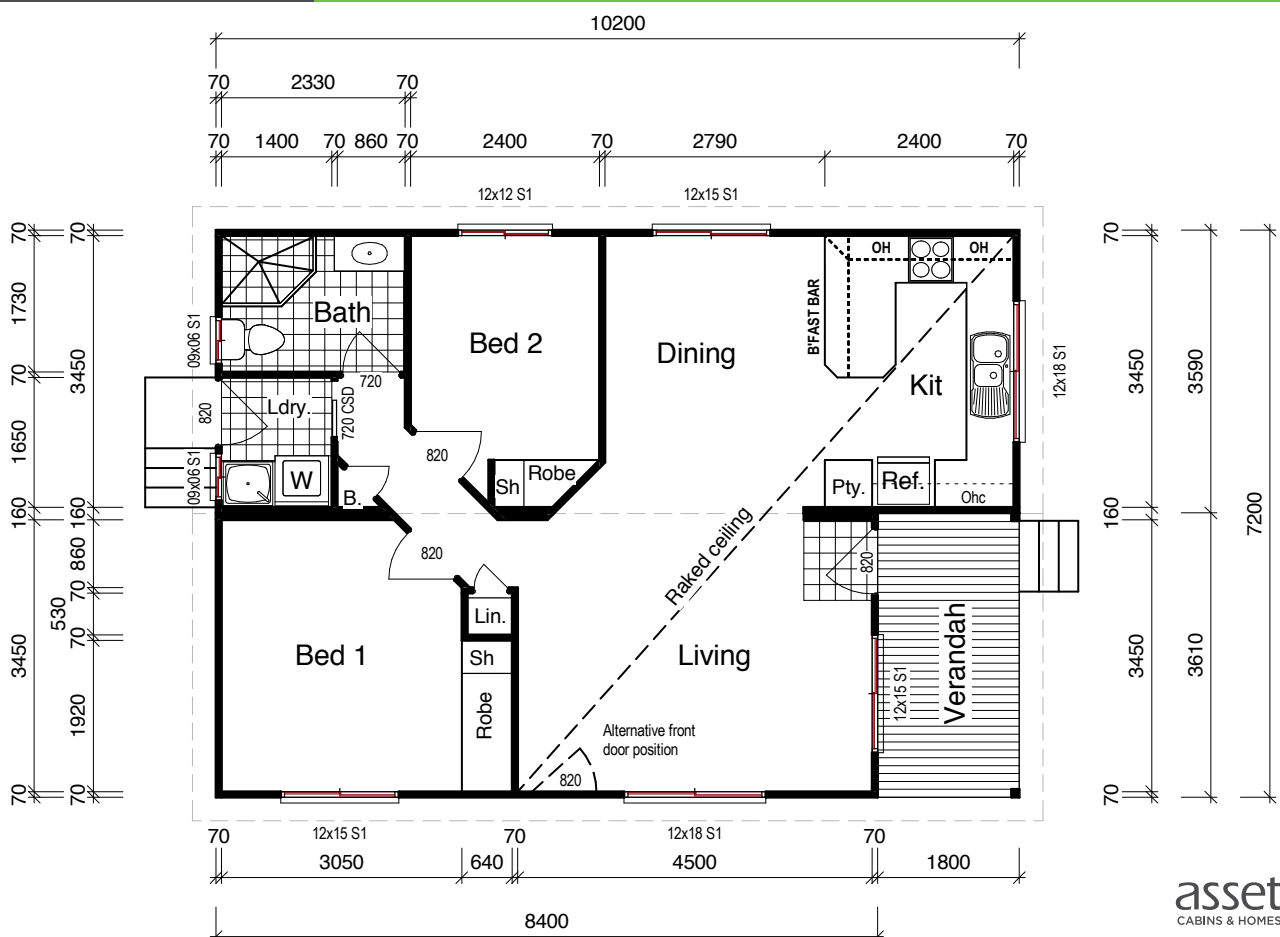 10200
70 2330 70
70 1400 70 860 70 2400 70 2790 2400 70
12x12 S1 12x15 S1
70 1730 70 1650 160 3450 70
70 3450 160 860 70 530 70 1920 70
09x06 S1
09x06 S1
820
Bath
720
Ldry.
720 CSD
W
B.
Bed 2
820
Sh
Robe
Dining
OH
OH
B'FAST BAR
Kit
Pty.
Ref.
Ohc
12x18 S1
70 3450 160 3450 70
3590 3610
7200
820
Bed 1
Lin.
Sh
Robe
Raked ceiling
Living
820
12x15 S1
Verandah
Alternative front
door position
820
12x15 S1 12x18 S1
70 3050 640 70 4500 70 1800
8400
asset
CABINS & HOMES